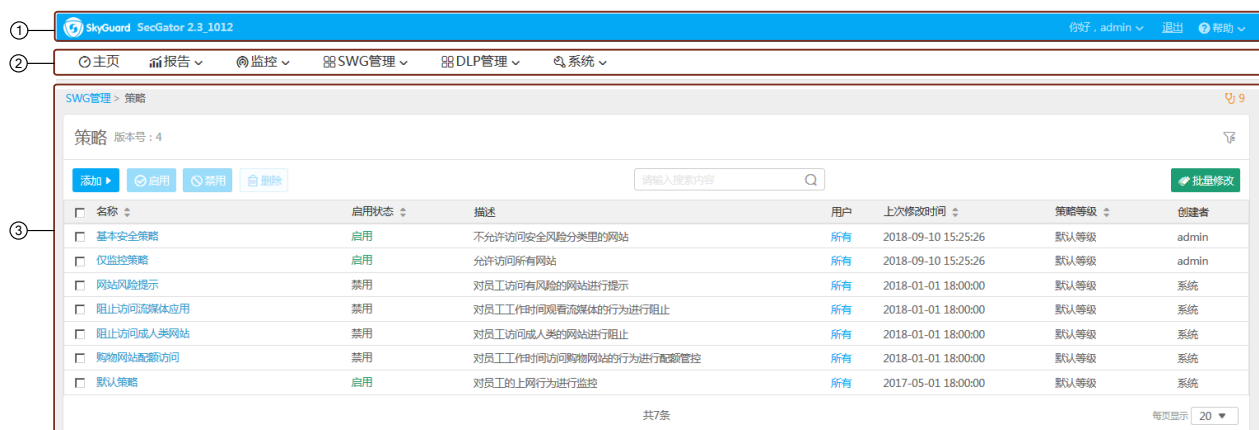 ① SkyGuard SecGator 2.3_1012 你好，admin 退出 帮助
② 主页 报告 监控 SWG管理 DLP管理 系统
SWG管理 > 策略 9
策略 版本号：4
添加 启用 禁用 删除 请输入搜索内容 批量修改
名称 启用状态 描述 用户 上次修改时间 策略等级 创建者
③ 基本安全策略 启用 不允许访问安全风险分类里的网站 所有 2018-09-10 15:25:26 默认等级 admin
仅监控策略 启用 允许访问所有网站 所有 2018-09-10 15:25:26 默认等级 admin
网站风险提示 禁用 对员工访问有风险的网站进行提示 所有 2018-01-01 18:00:00 默认等级 系统
阻止访问流媒体应用 禁用 对员工工作时间观看流媒体的行为进行阻止 所有 2018-01-01 18:00:00 默认等级 系统
阻止访问成人类网站 禁用 对员工访问成人类的网站进行阻止 所有 2018-01-01 18:00:00 默认等级 系统
购物网站配额访问 禁用 对员工工作时间访问购物网站的行为进行配额管控 所有 2018-01-01 18:00:00 默认等级 系统
默认策略 启用 对员工的上网行为进行监控 所有 2017-05-01 18:00:00 默认等级 系统
共7条 每页显示 20